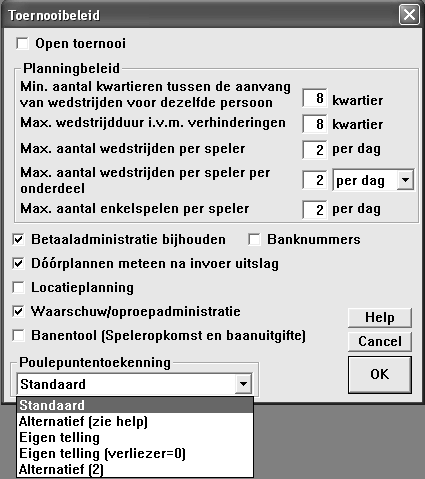 Toernooibeleid
Open toernooi
Planningbeleid
Min. aantal kwartieren tussen de aanvang
van wedstrijden voor dezelfde persoon 8 kwartier
Max. wedstrijdduur i.v.m. verhinderingen 8 kwartier
Max. aantal wedstrijden per speler 2 per dag
Max. aantal wedstrijden per speler per
onderdeel 2 per dag
Max. aantal enkelspelen per speler 2 per dag
Betaaladministratie bijhouden Banknummers
Dóórplannen meteen na invoer uitslag
Locatieplanning
Waarschuw/oproepadministratie
Banentool (Speleropkomst en baanuitgifte)
Help
Cancel
OK
Poulepuntentoekenning
Standaard
Standaard
Alternatief (zie help)
Eigen telling
Eigen telling (verliezer=0)
Alternatief (2)